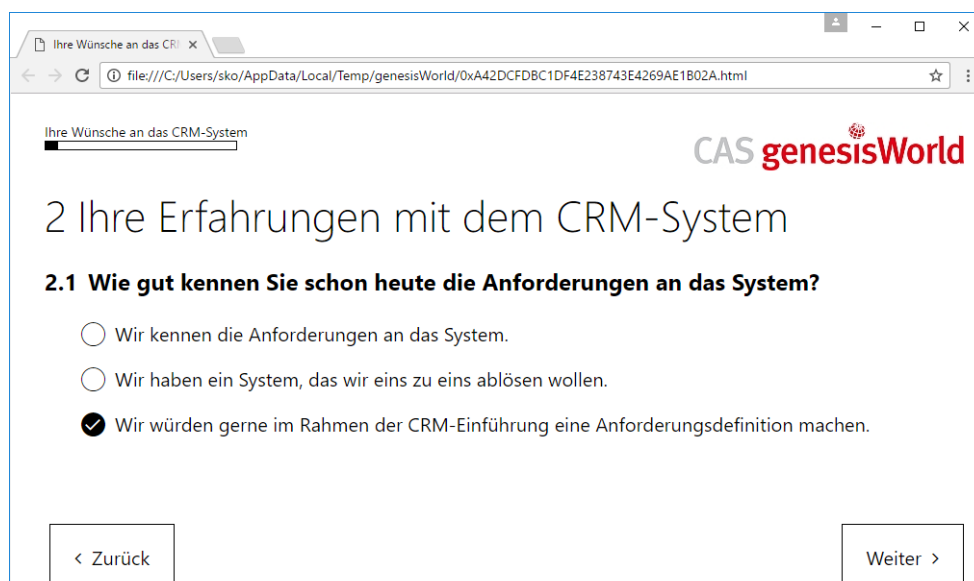 Ihre Wünsche an das CR
file:///C:/Users/sko/AppData/Local/Temp/genesisWorld/0xA42DCFDBC1DF4E238743E4269AE1B02A.html
Ihre Wünsche an das CRM-System
CAS genesisWorld
2 Ihre Erfahrungen mit dem CRM-System
2.1 Wie gut kennen Sie schon heute die Anforderungen an das System?
Wir kennen die Anforderungen an das System.
Wir haben ein System, das wir eins zu eins ablösen wollen.
Wir würden gerne im Rahmen der CRM-Einführung eine Anforderungsdefinition machen.
< Zurück
Weiter >